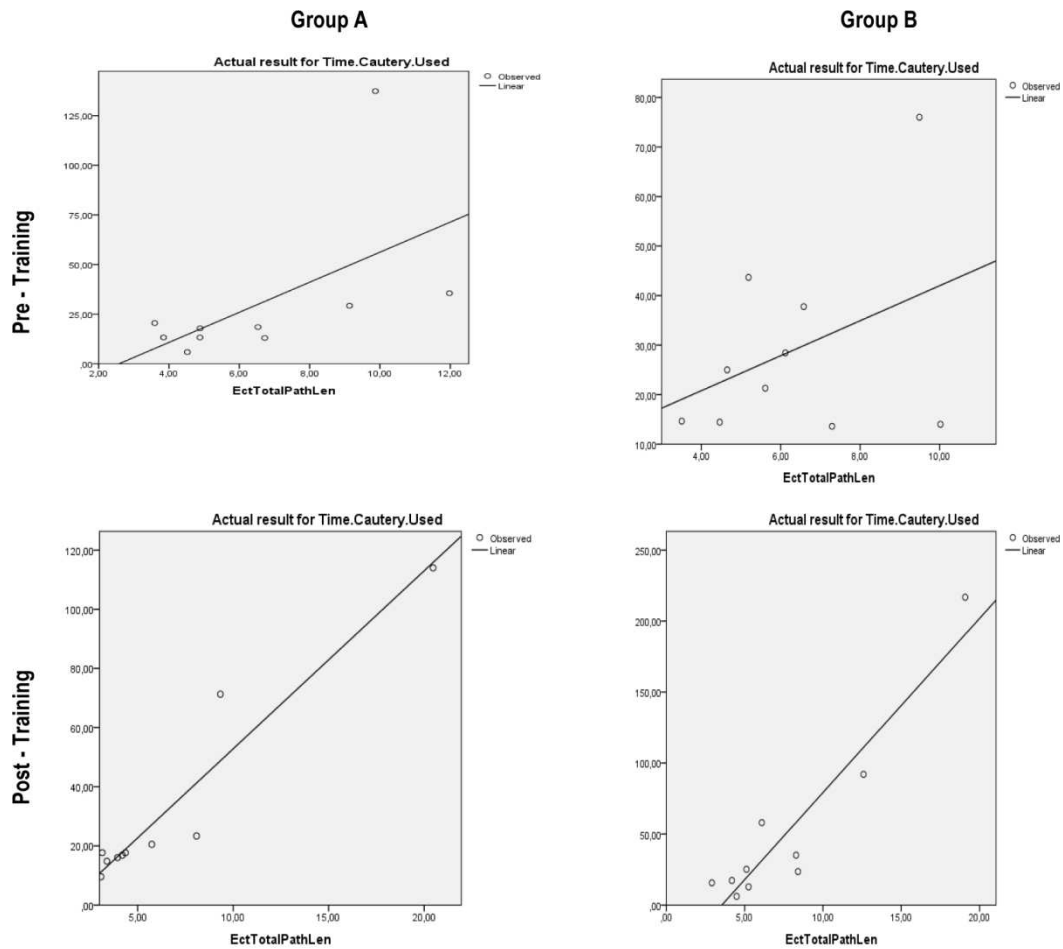 Group A
Group B
Pre - Training
Actual result for Time.Cautery.Used
Observed
Linear
125,00
100,00
75,00
50,00
25,00
,00
2,00 4,00 6,00 8,00 10,00 12,00
EctTotalPathLen
Actual result for Time.Cautery.Used
Observed
Linear
80,00
70,00
60,00
50,00
40,00
30,00
20,00
10,00
4,00 6,00 8,00 10,00
EctTotalPathLen
Post - Training
Actual result for Time.Cautery.Used
Observed
Linear
120,00
100,00
80,00
60,00
40,00
20,00
,00
5,00 10,00 15,00 20,00
EctTotalPathLen
Actual result for Time.Cautery.Used
Observed
Linear
250,00
200,00
150,00
100,00
50,00
,00
,00 5,00 10,00 15,00 20,00
EctTotalPathLen